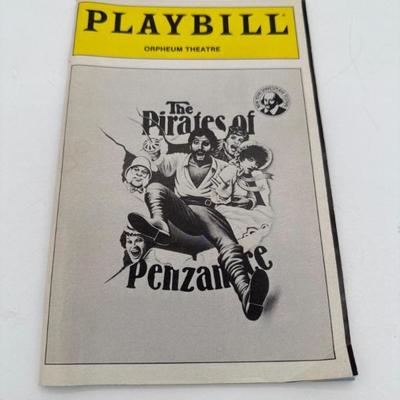 PLAYBILL
ORPHEUM THEATRE
The
Pirates of
Penzance